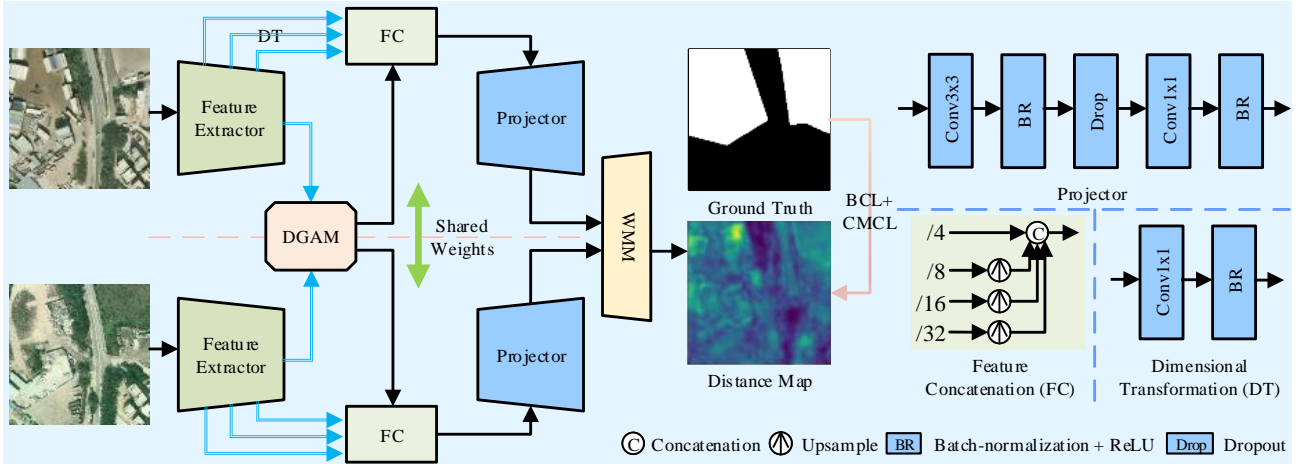 DT
FC
Feature
Extractor
Projector
DGAM
Shared
Weights
WMM
Feature
Extractor
FC
Projector
Ground Truth
BCL+
CMCL
Distance Map
Conv3x3
BR
Drop
Conv1x1
BR
Projector
/4
C
/8
/16
/32
Feature
Concatenation (FC)
Conv1x1
BR
Dimensional
Transformation (DT)
C Concatenation Upsample BR Batch-normalization + ReLU Drop Dropout